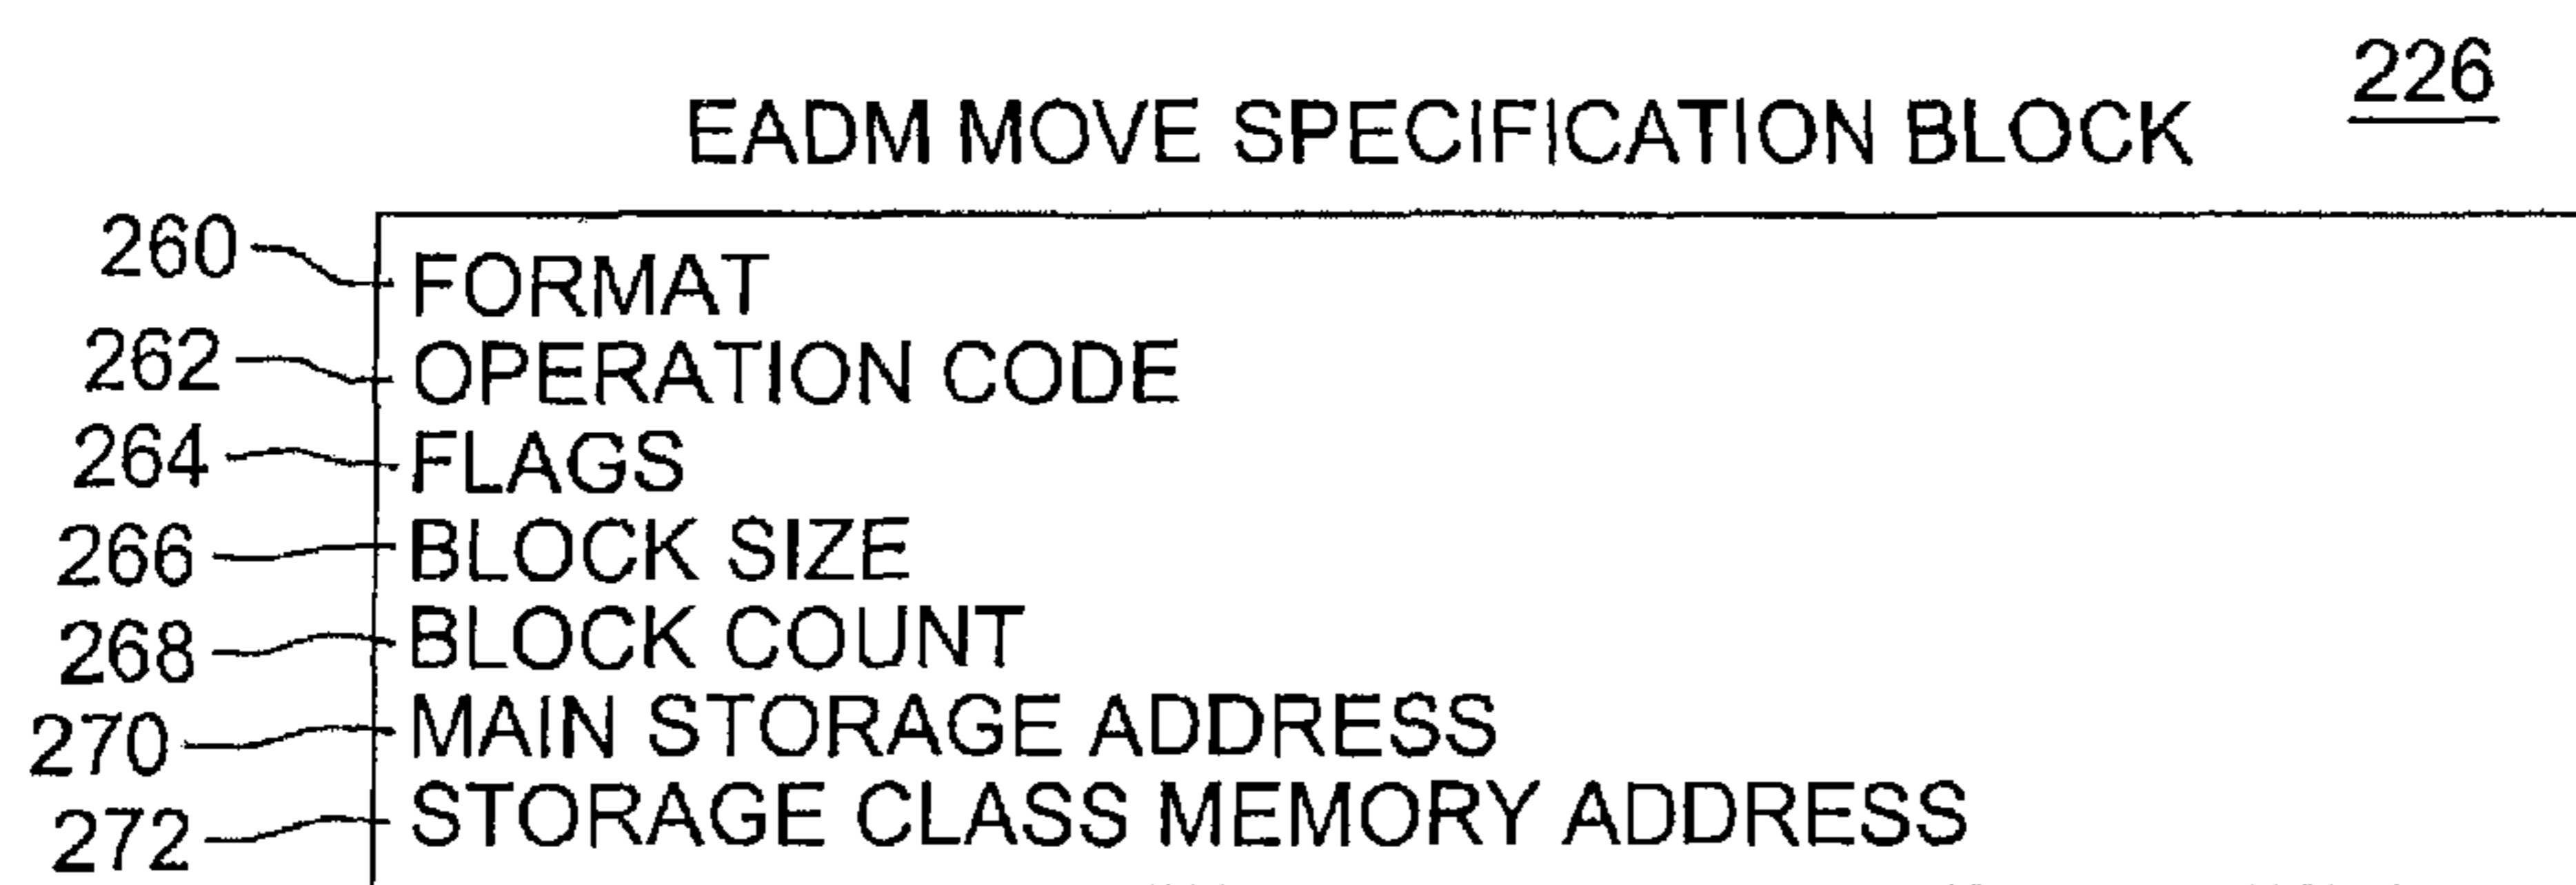 226
EADM MOVE SPECIFICATION BLOCK
260 FORMAT
262 OPERATION CODE
264 FLAGS
266 BLOCK SIZE
268 BLOCK COUNT
270 MAIN STORAGE ADDRESS
272 STORAGE CLASS MEMORY ADDRESS